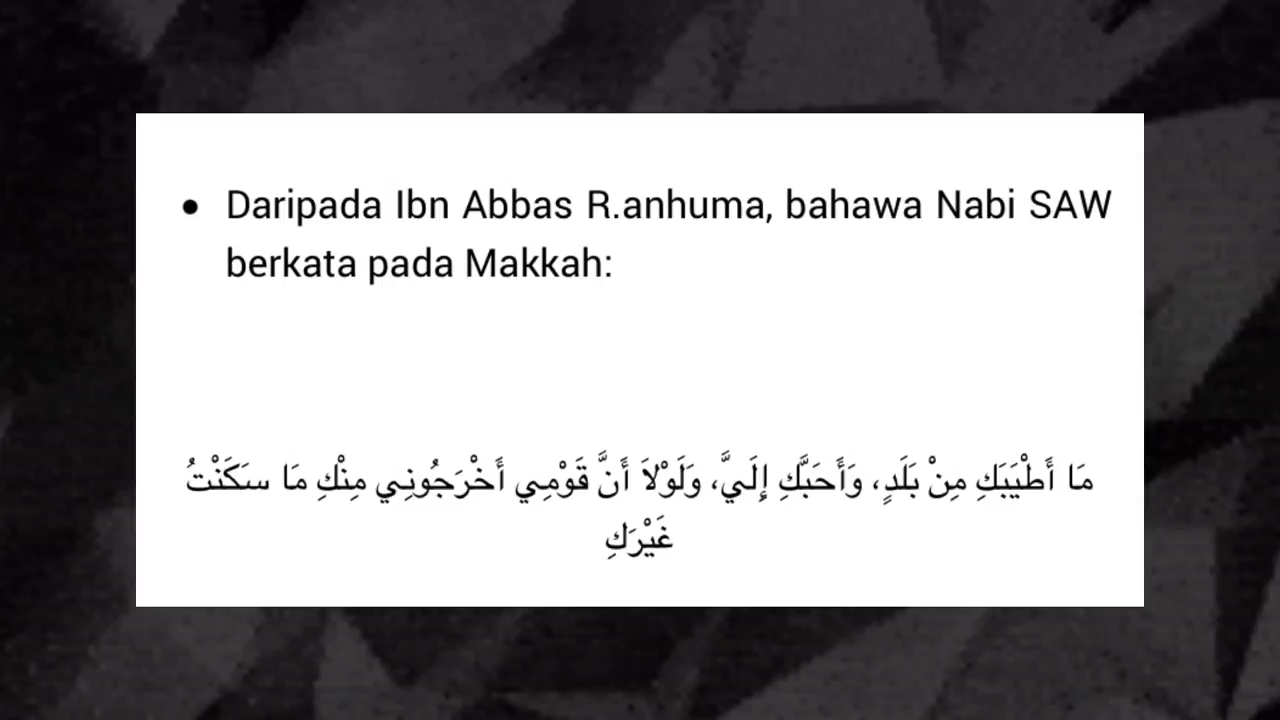 • Daripada Ibn Abbas R.anhuma, bahawa Nabi SAW
berkata pada Makkah:
مَا أَطْيَبَكِ مِنْ بَلَدٍ، وَأَحَبَّكِ إِلَيَّ، وَلَوْلاَ أَنَّ قَوْمِي أَخْرَجُونِي مِنْكِ مَا سَكَنْتُ
غَيْرَكِ